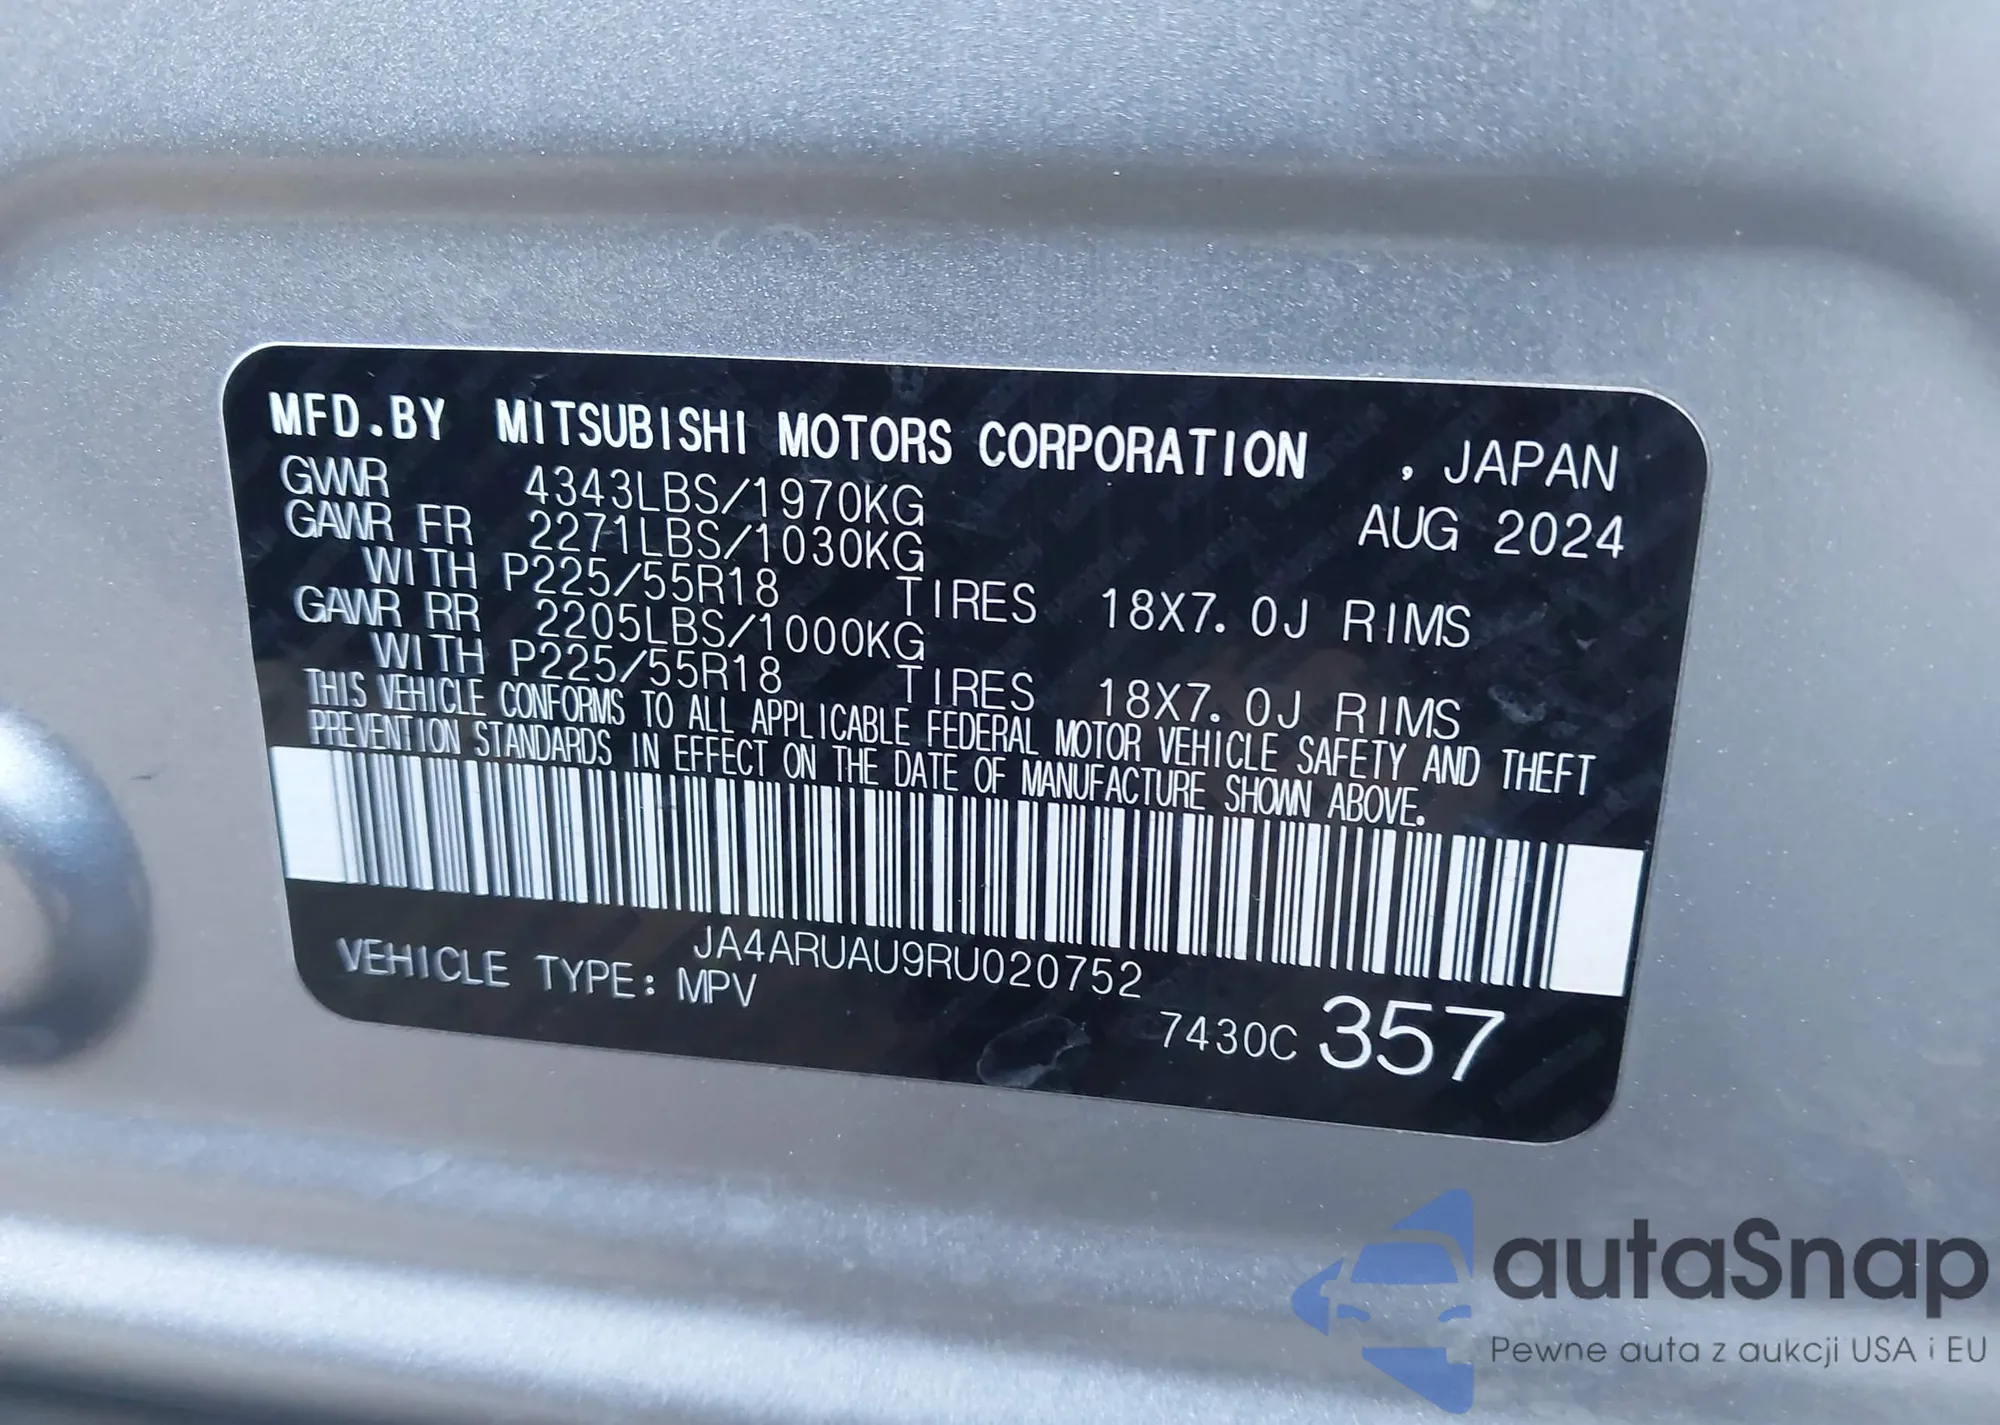 MFD.BY MITSUBISHI MOTORS CORPORATION , JAPAN
GVWR 4343LBS/1970KG AUG 2024
GAWR FR 2271LBS/1030KG
WITH P225/55R18 TIRES 18X7.0J RIMS
GAWR RR 2205LBS/1000KG
WITH P225/55R18 TIRES 18X7.0J RIMS
THIS VEHICLE CONFORMS TO ALL APPLICABLE FEDERAL MOTOR VEHICLE SAFETY AND THEFT
PREVENTION STANDARDS IN EFFECT ON THE DATE OF MANUFACTURE SHOWN ABOVE.
JA4ARUAU9RU020752
VEHICLE TYPE: MPV
7430C 357
autaSnap
Pewne auta z aukcji USA i EU